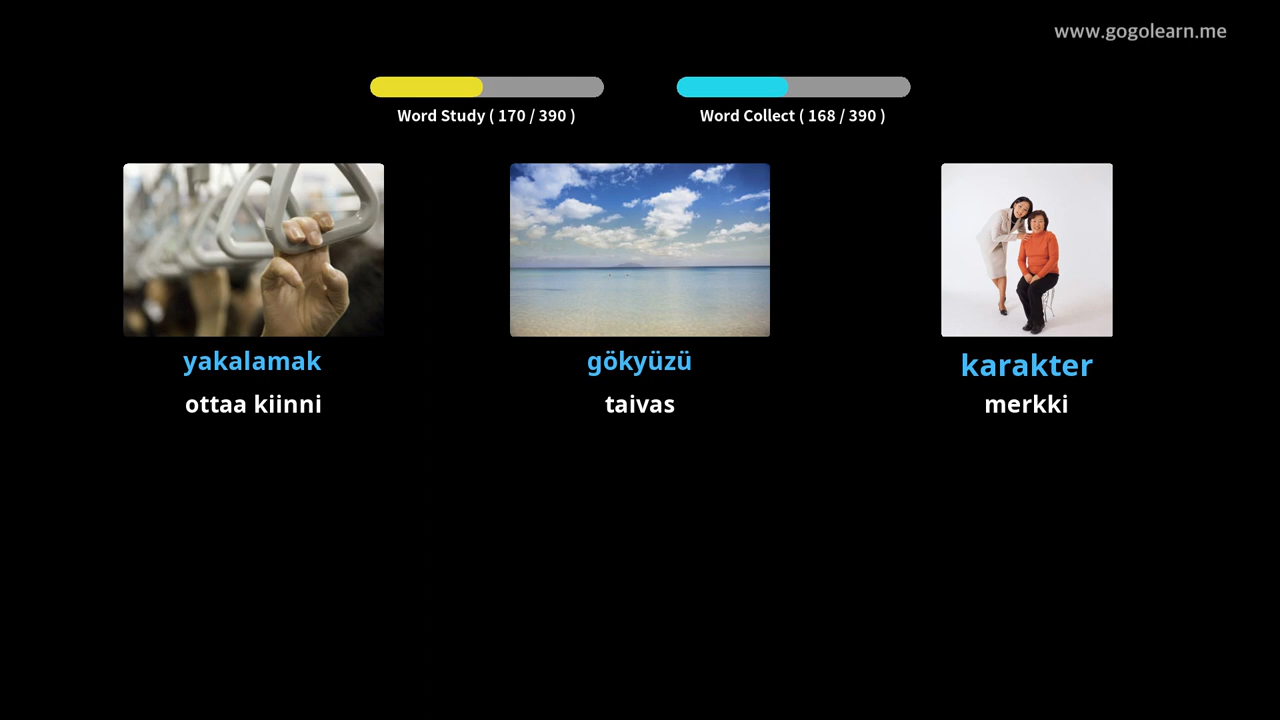 www.gogolearn.me
Word Study ( 170 / 390 )
Word Collect ( 168 / 390 )
yakalamak
ottaa kiinni
gökyüzü
taivas
karakter
merkki